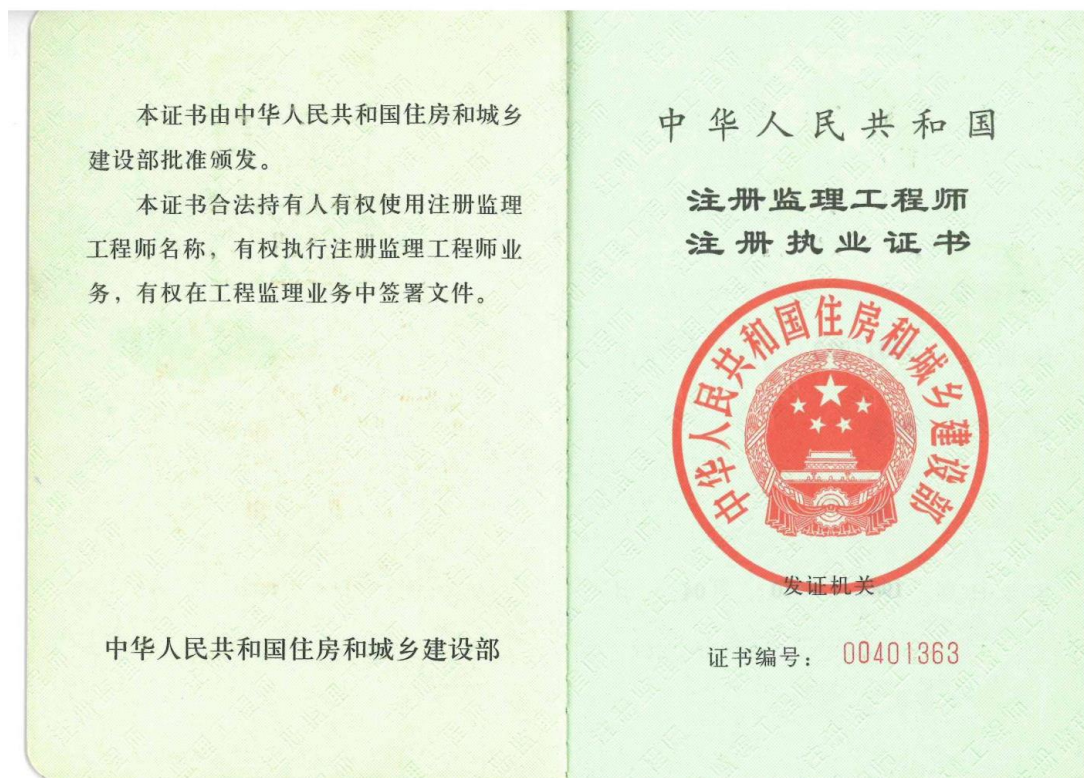 本证书由中华人民共和国住房和城乡
建设部批准颁发。
本证书合法持有人有权使用注册监理
工程师名称，有权执行注册监理工程师业
务，有权在工程监理业务中签署文件。
中华人民共和国住房和城乡建设部
中华人民共和国
注册监理工程师
注册执业证书
中华人民共和国住房和城乡建设部
发证机关
证书编号：00401363